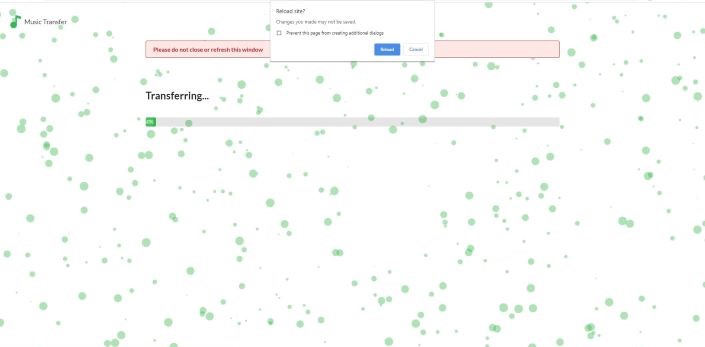 Reload site?
Changes you made may not be saved.
Prevent this page from creating additional dialogs
Reload
Cancel
Music Transfer
Please do not close or refresh this window
Transferring...